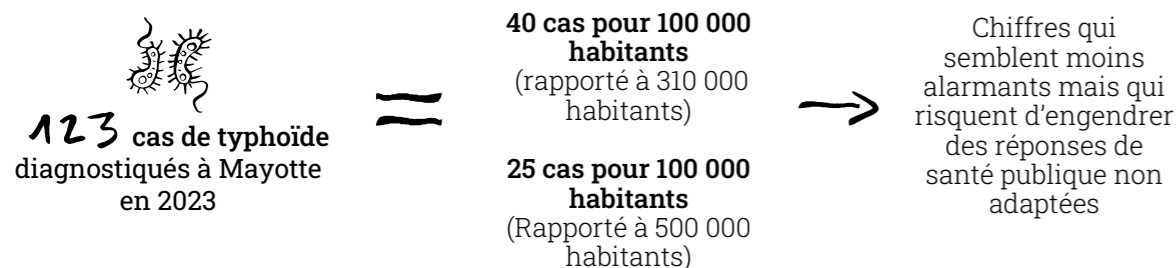 123 cas de typhoïde
diagnostiqués à Mayotte
en 2023
=
40 cas pour 100 000
habitants
(rapporté à 310 000
habitants)
25 cas pour 100 000
habitants
(Rapporté à 500 000
habitants)
Chiffres qui
semblent moins
alarmants mais qui
risquent d'engendrer
des réponses de
santé publique non
adaptées